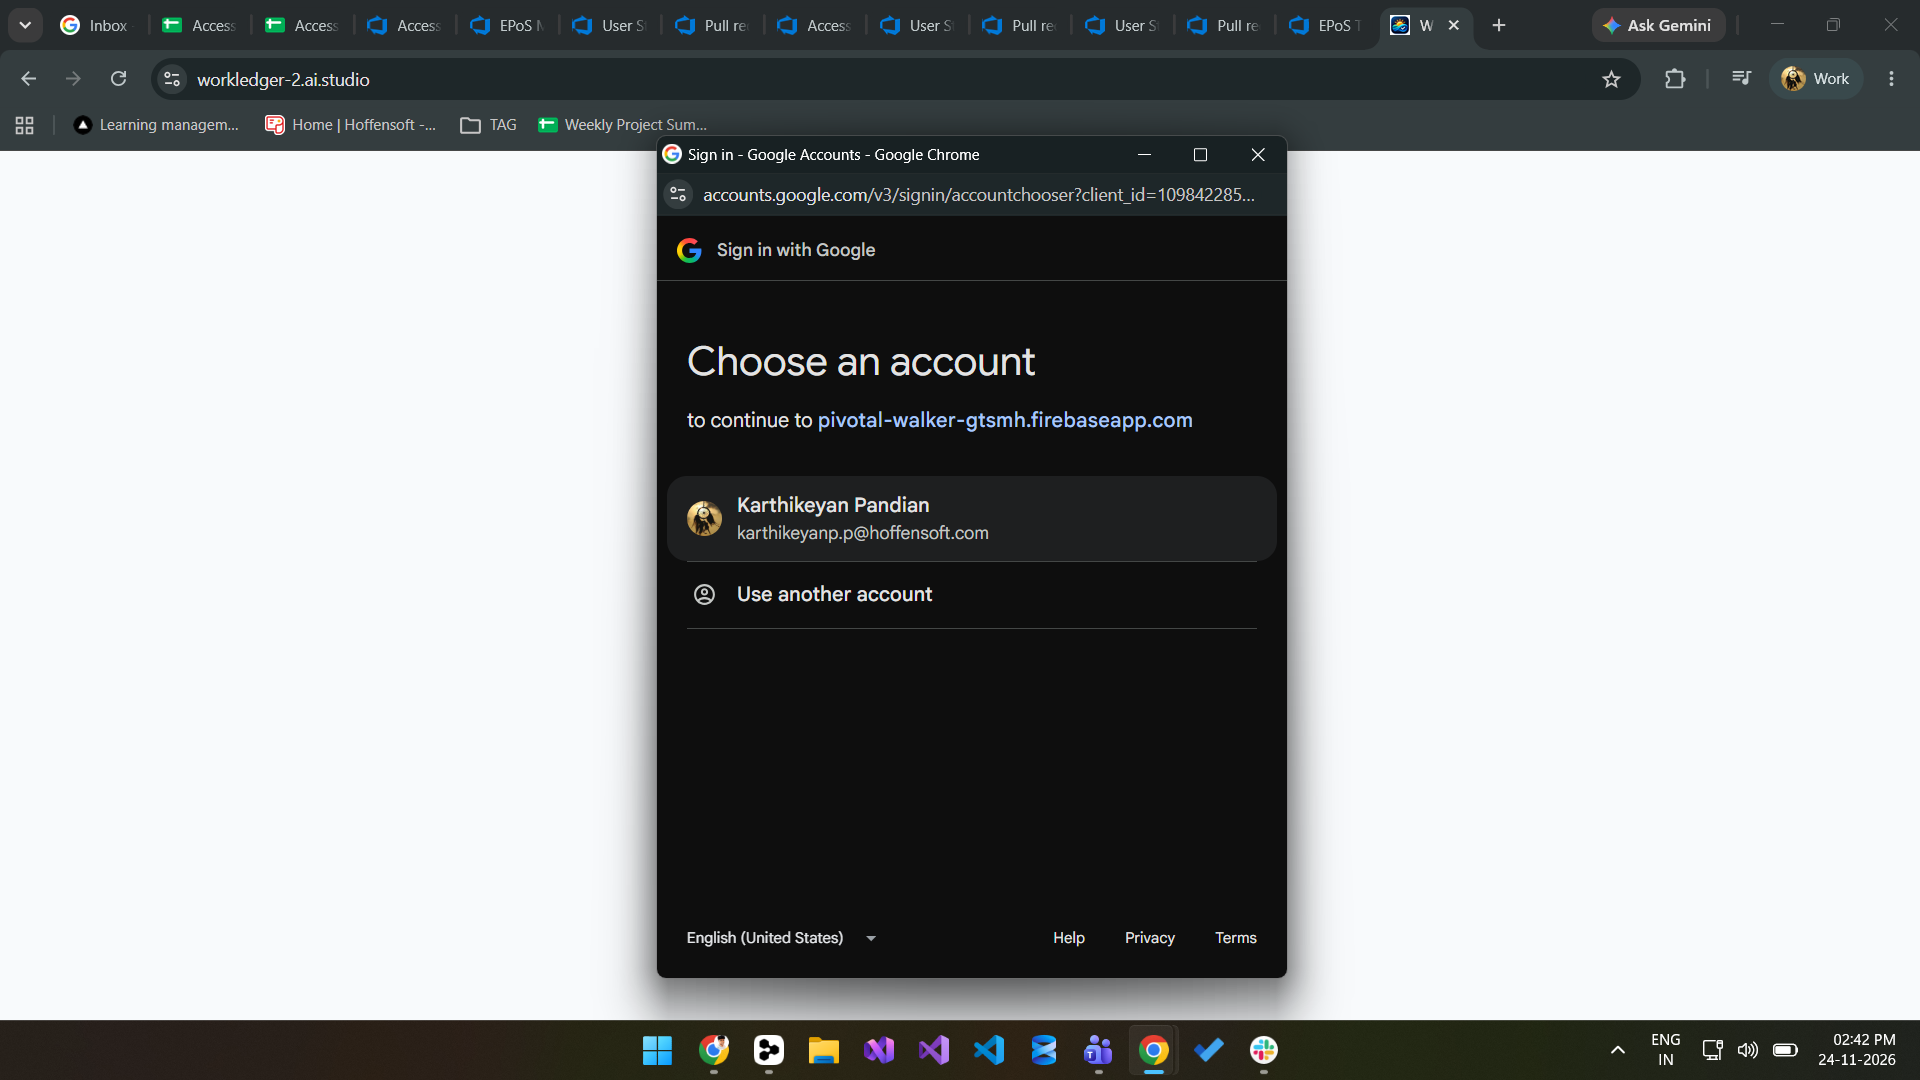 Inbox
Access
Access
Access
EPoS M
User S
Pull re
Access
User S
Pull re
User S
Pull re
EPoS T
W
Ask Gemini
workledger-2.ai.studio
Work
Learning managem...
Home | Hoffensoft -...
TAG
Weekly Project Sum...
Sign in - Google Accounts - Google Chrome
accounts.google.com/v3/signin/accountchooser?client_id=109842285...
Sign in with Google
Choose an account
to continue to pivotal-walker-gtsmh.firebaseapp.com
Karthikeyan Pandian
karthikeyanp.p@hoffensoft.com
Use another account
English (United States)
Help
Privacy
Terms
ENG
IN
02:42 PM
24-11-2026